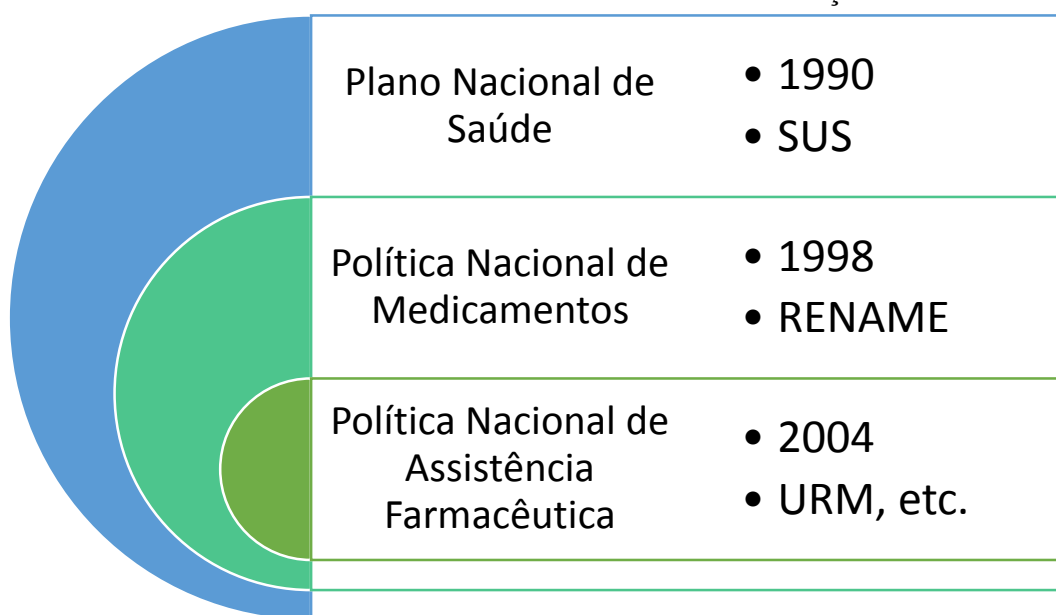 Plano Nacional de
Saúde
• 1990
• SUS
Política Nacional de
Medicamentos
• 1998
• RENAME
Política Nacional de
Assistência
Farmacêutica
• 2004
• URM, etc.